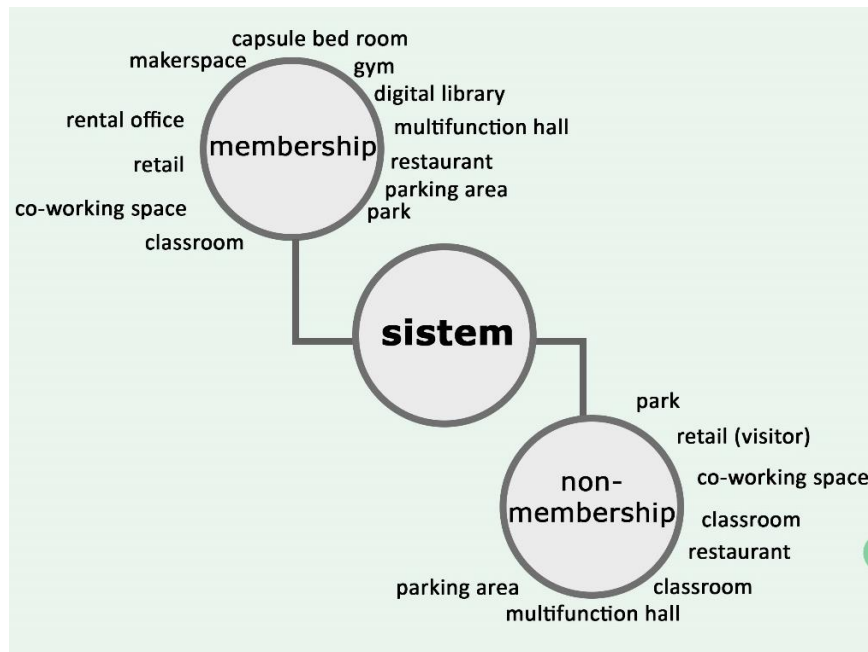 capsule bed room
makerspace
gym
digital library
rental office
multifunction hall
membership
retail
restaurant
parking area
co-working space
park
classroom
sistem
park
retail (visitor)
co-working space
non-
membership
classroom
restaurant
parking area
classroom
multifunction hall